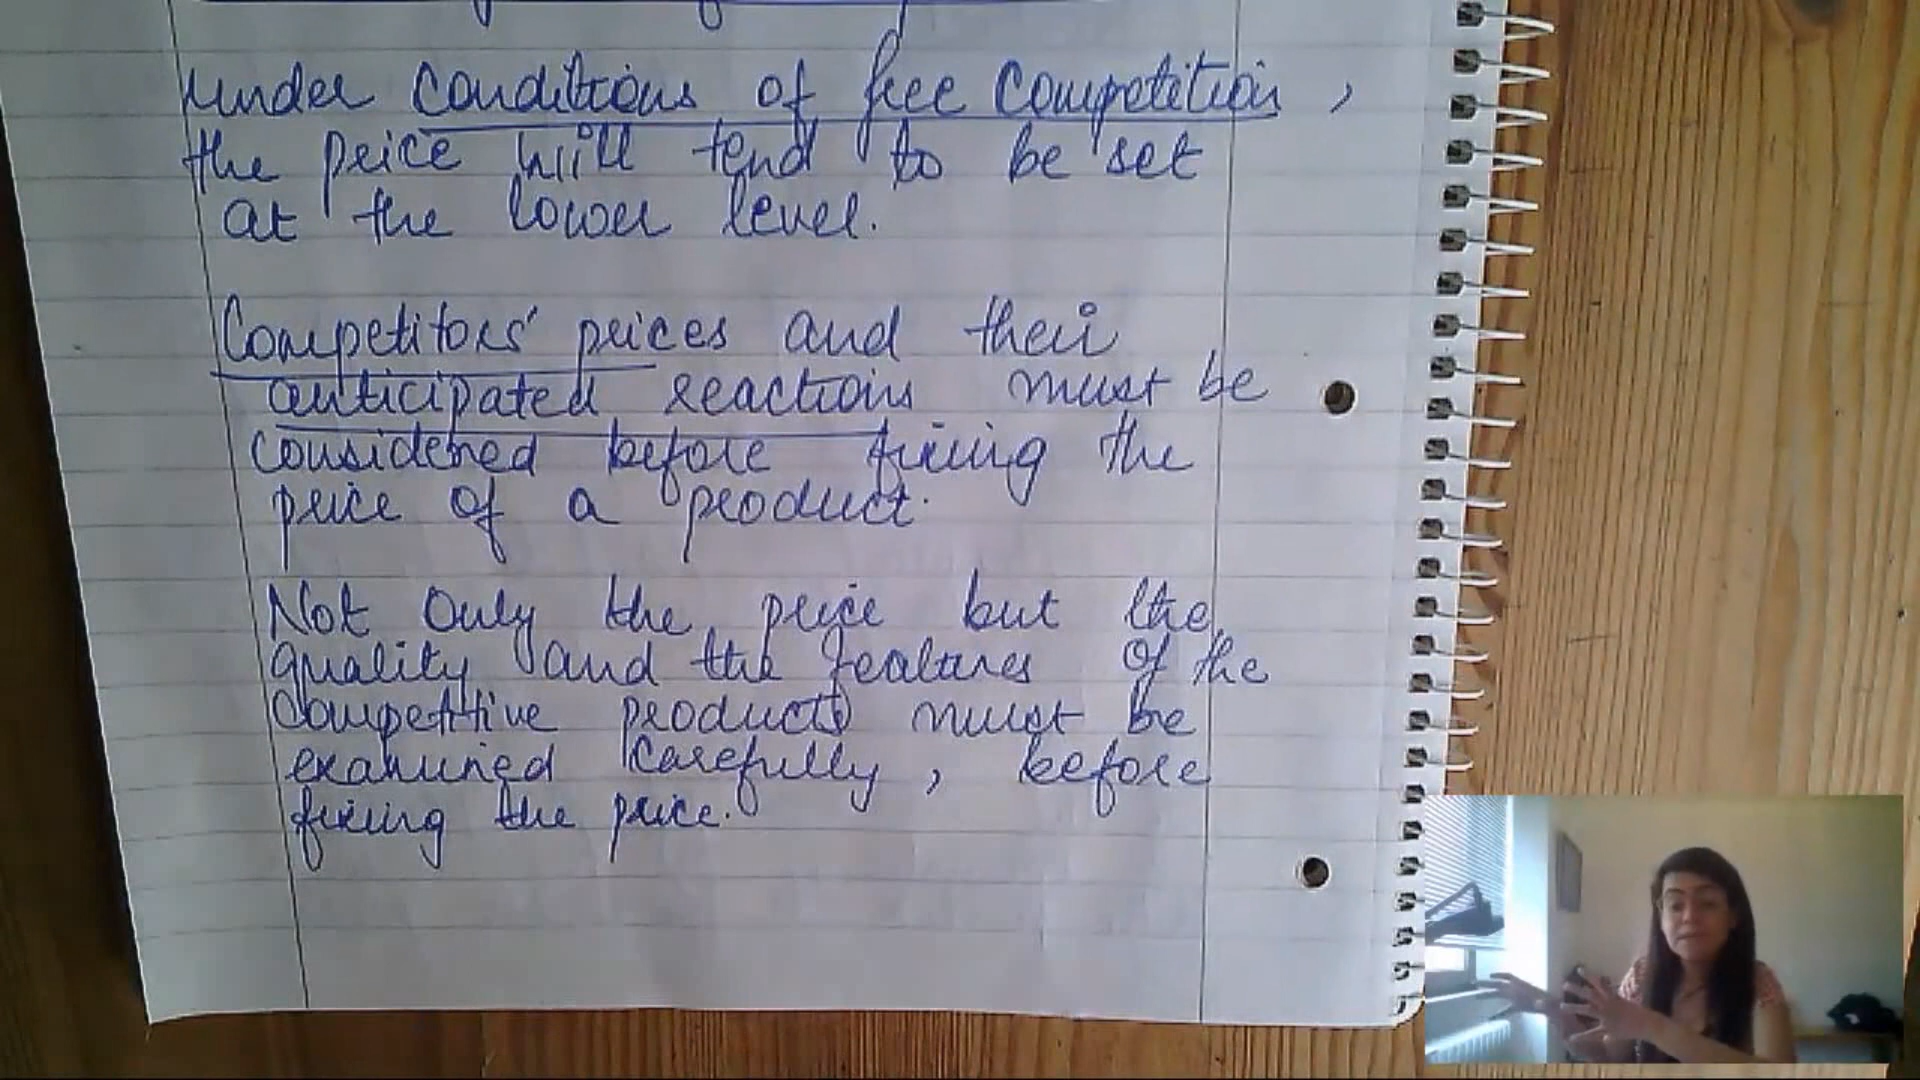 under conditions of free competition,
the price will tend to be set
at the lower level.
Competitors' prices and their
anticipated reactions must be
considered before fixing the
price of a product.
Not only the price but the
quality and the features of the
competitive products must be
examined carefully, before
fixing the price.